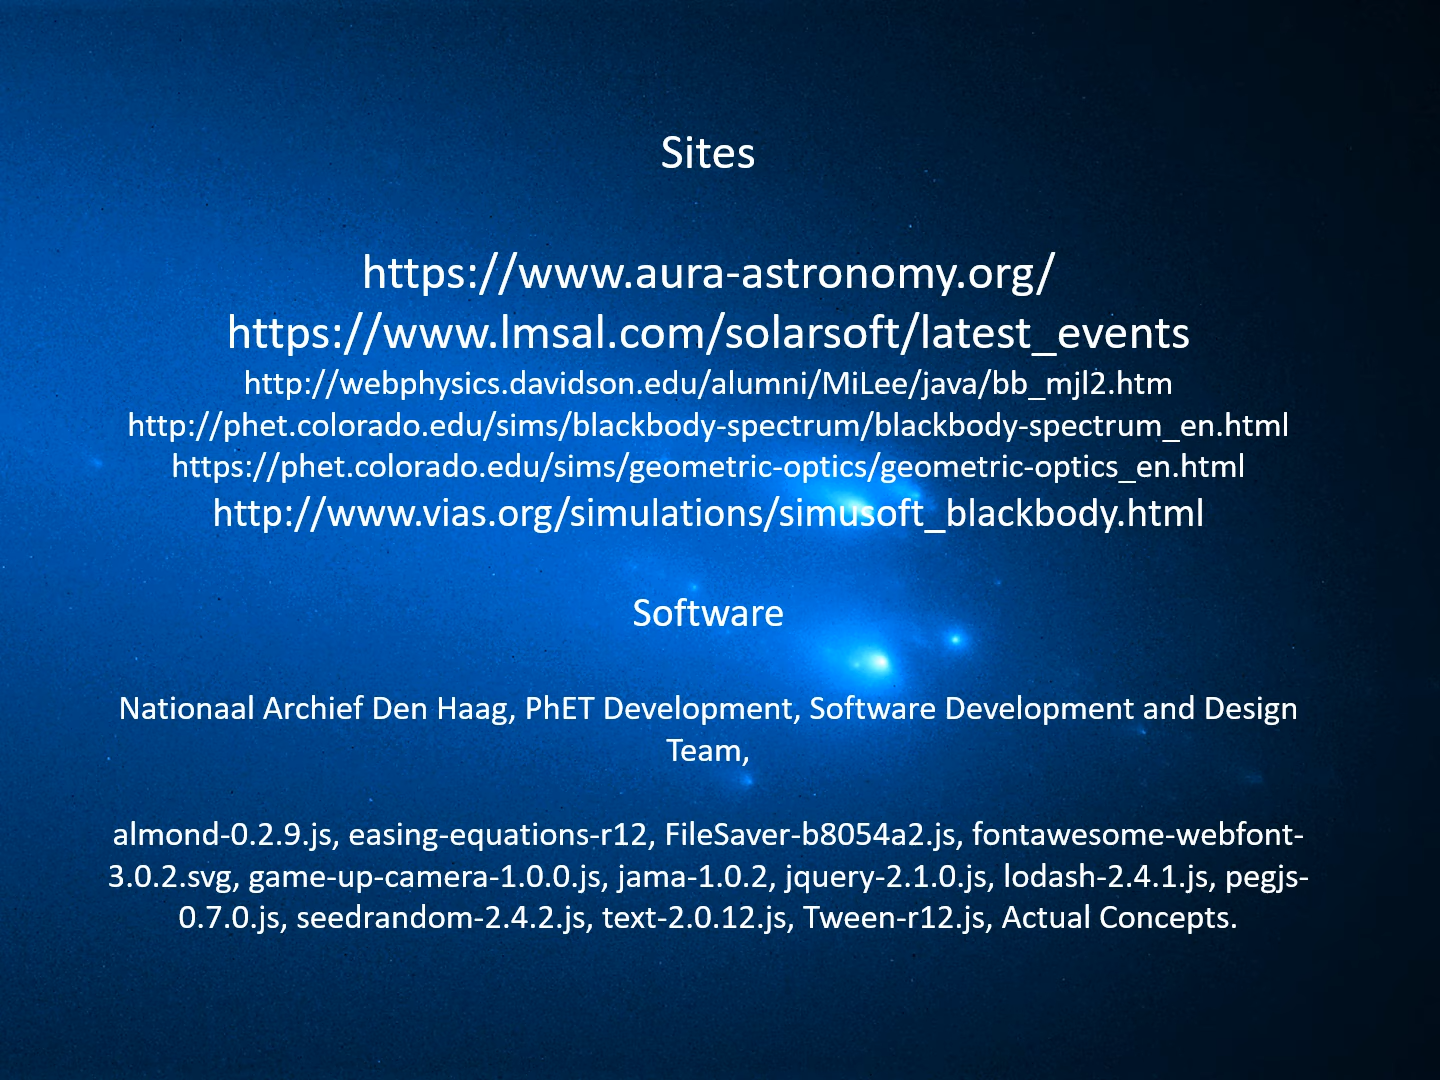 Sites
https://www.aura-astronomy.org/
https://www.lmsal.com/solarsoft/latest_events
http://webphysics.davidson.edu/alumni/MiLee/java/bb_mjl2.htm
http://phet.colorado.edu/sims/blackbody-spectrum/blackbody-spectrum_en.html
https://phet.colorado.edu/sims/geometric-optics/geometric-optics_en.html
http://www.vias.org/simulations/simusoft_blackbody.html
Software
Nationaal Archief Den Haag, PhET Development, Software Development and Design
Team,
almond-0.2.9.js, easing-equations-r12, FileSaver-b8054a2.js, fontawesome-webfont-
3.0.2.svg, game-up-camera-1.0.0.js, jama-1.0.2, jquery-2.1.0.js, lodash-2.4.1.js, pegjs-
0.7.0.js, seedrandom-2.4.2.js, text-2.0.12.js, Tween-r12.js, Actual Concepts.